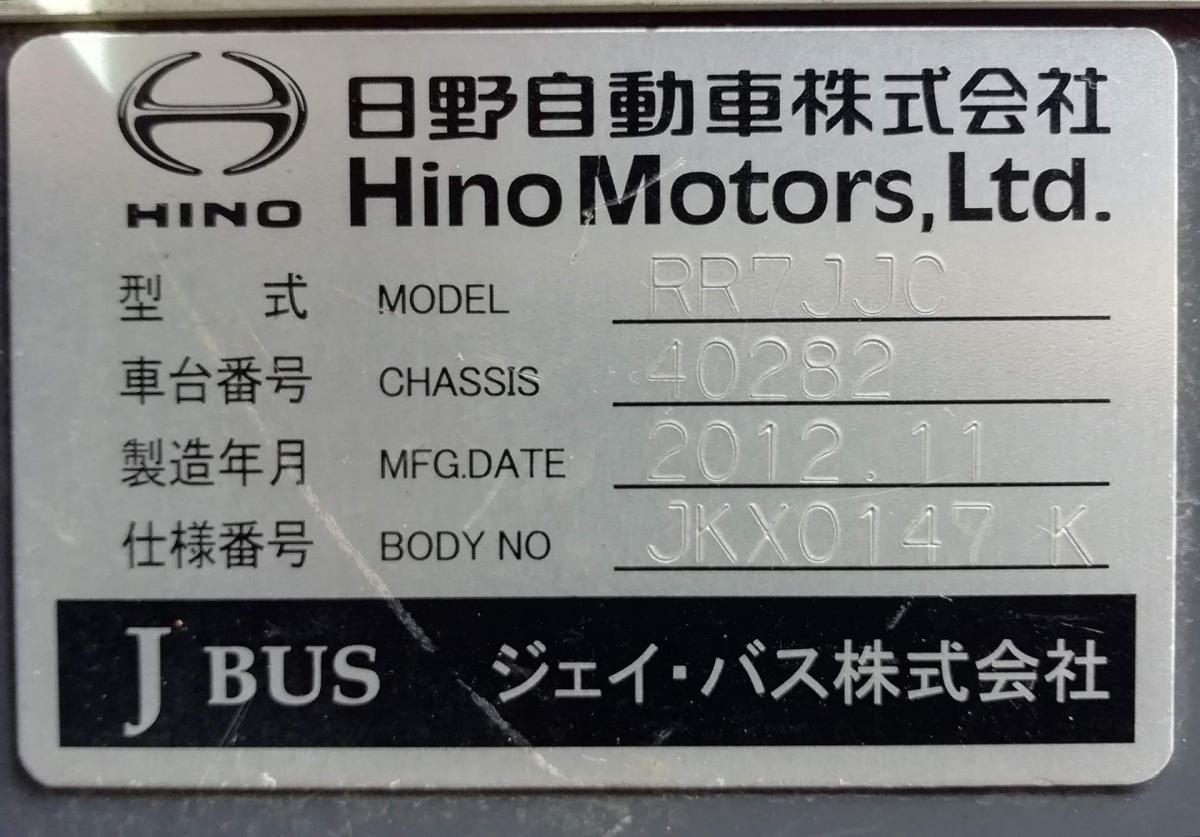 日野自動車株式会社
HINO Hino Motors, Ltd.
型 式 MODEL RR7JJC
車台番号 CHASSIS 40282
製造年月 MFG.DATE 2012.11
仕様番号 BODY NO JKX0147 K
J BUS ジェイ・バス株式会社